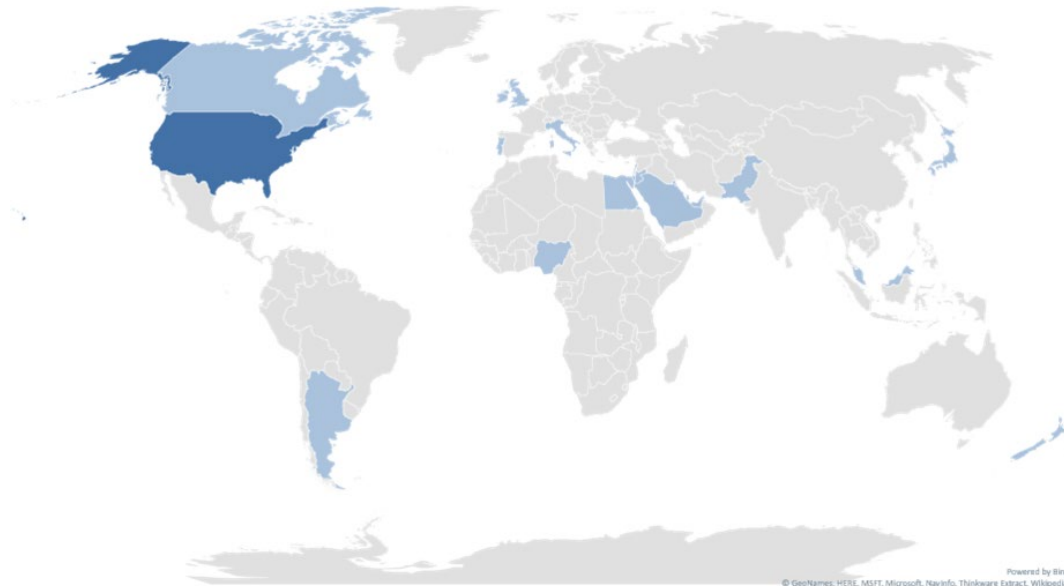 Powered by Bin
© GeoNames, HERE, MSFT, Microsoft, Navinfo, Thinkware Extract, Wikiped